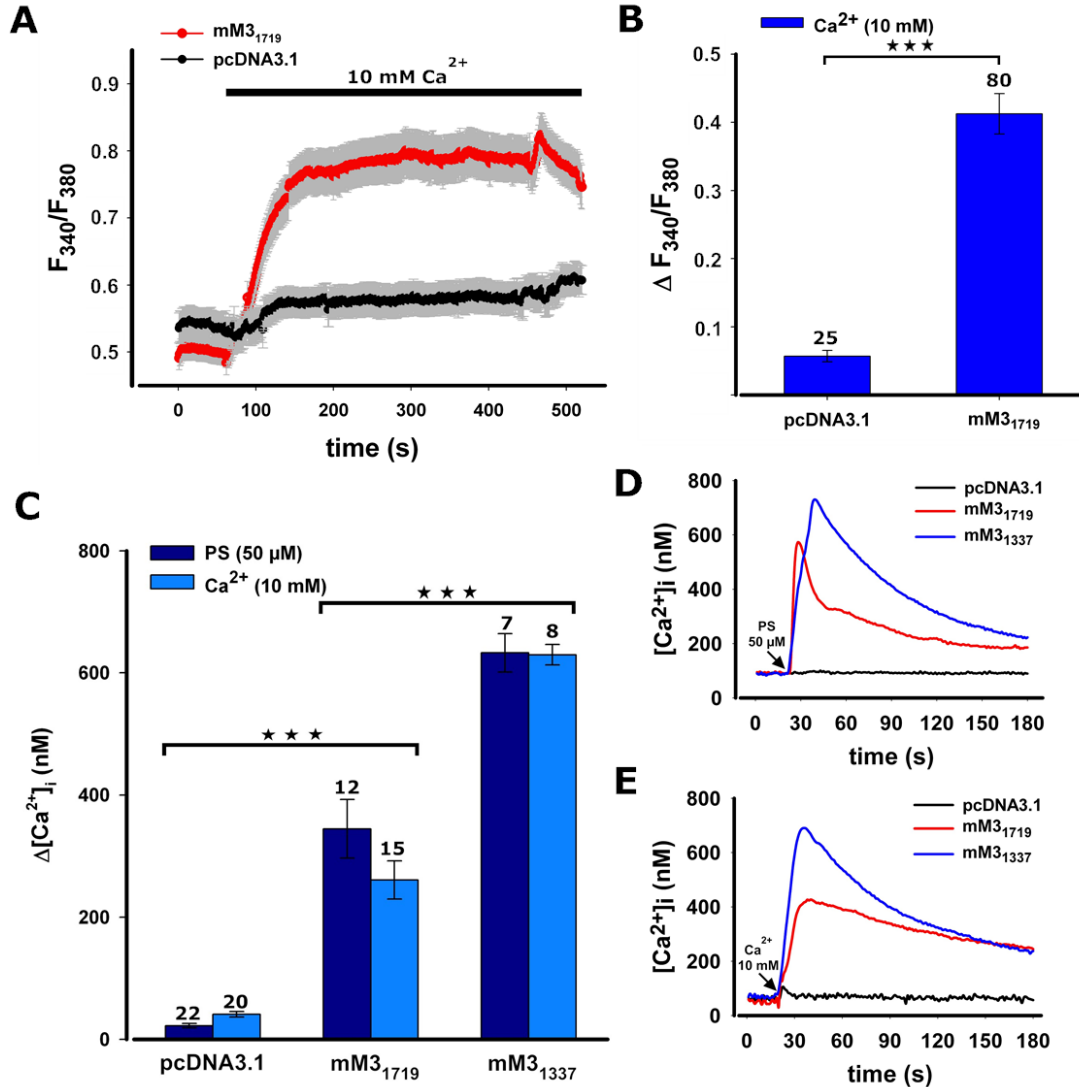 A
mM3₁₇₁₉
pcDNA3.1
10 mM Ca²⁺
0.9
0.8
0.7
0.6
0.5
F₃₄₀/F₃₈₀
0 100 200 300 400 500
time (s)
B
Ca²⁺ (10 mM)
★★★
80
25
0.4
0.3
0.2
0.1
Δ F₃₄₀/F₃₈₀
pcDNA3.1 mM3₁₇₁₉
C
PS (50 µM)
Ca²⁺ (10 mM)
★ ★ ★
7 8
★ ★ ★
12
15
22 20
800
600
400
200
0
Δ[Ca²⁺]ᵢ (nM)
pcDNA3.1 mM3₁₇₁₉ mM3₁₃₃₇
D
pcDNA3.1
mM3₁₇₁₉
mM3₁₃₃₇
PS
50 µM
800
600
400
200
0
[Ca²⁺]i (nM)
0 30 60 90 120 150 180
time (s)
E
pcDNA3.1
mM3₁₇₁₉
mM3₁₃₃₇
Ca²⁺
10 mM
800
600
400
200
0
[Ca²⁺]i (nM)
0 30 60 90 120 150 180
time (s)